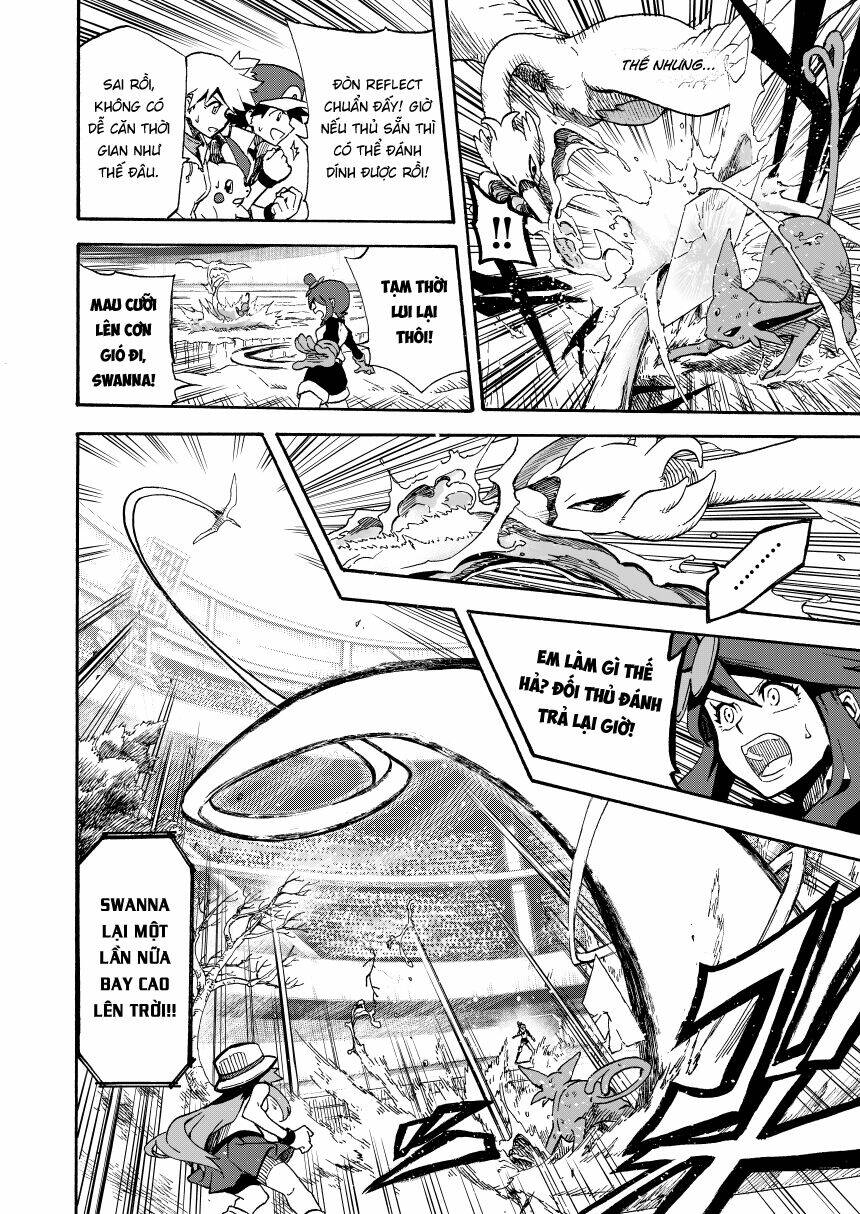 THẾ NHƯNG...
!!
ĐÒN REFLECT
CHUẨN ĐẤY! GIỜ
NẾU THỦ SẴN THÌ
CÓ THỂ ĐÁNH
DÍNH ĐƯỢC RỒI!
SAI RỒI,
KHÔNG CÓ
DỄ CĂN THỜI
GIAN NHƯ
THẾ ĐÂU.
TẠM THỜI
LUI LẠI
THÔI!
MAU CƯỠI
LÊN CƠN
GIÓ ĐI,
SWANNA!
........
EM LÀM GÌ THẾ
HẢ? ĐỐI THỦ ĐÁNH
TRẢ LẠI GIỜ!
SWANNA
LẠI MỘT
LẦN NỮA
BAY CAO
LÊN TRỜI!!